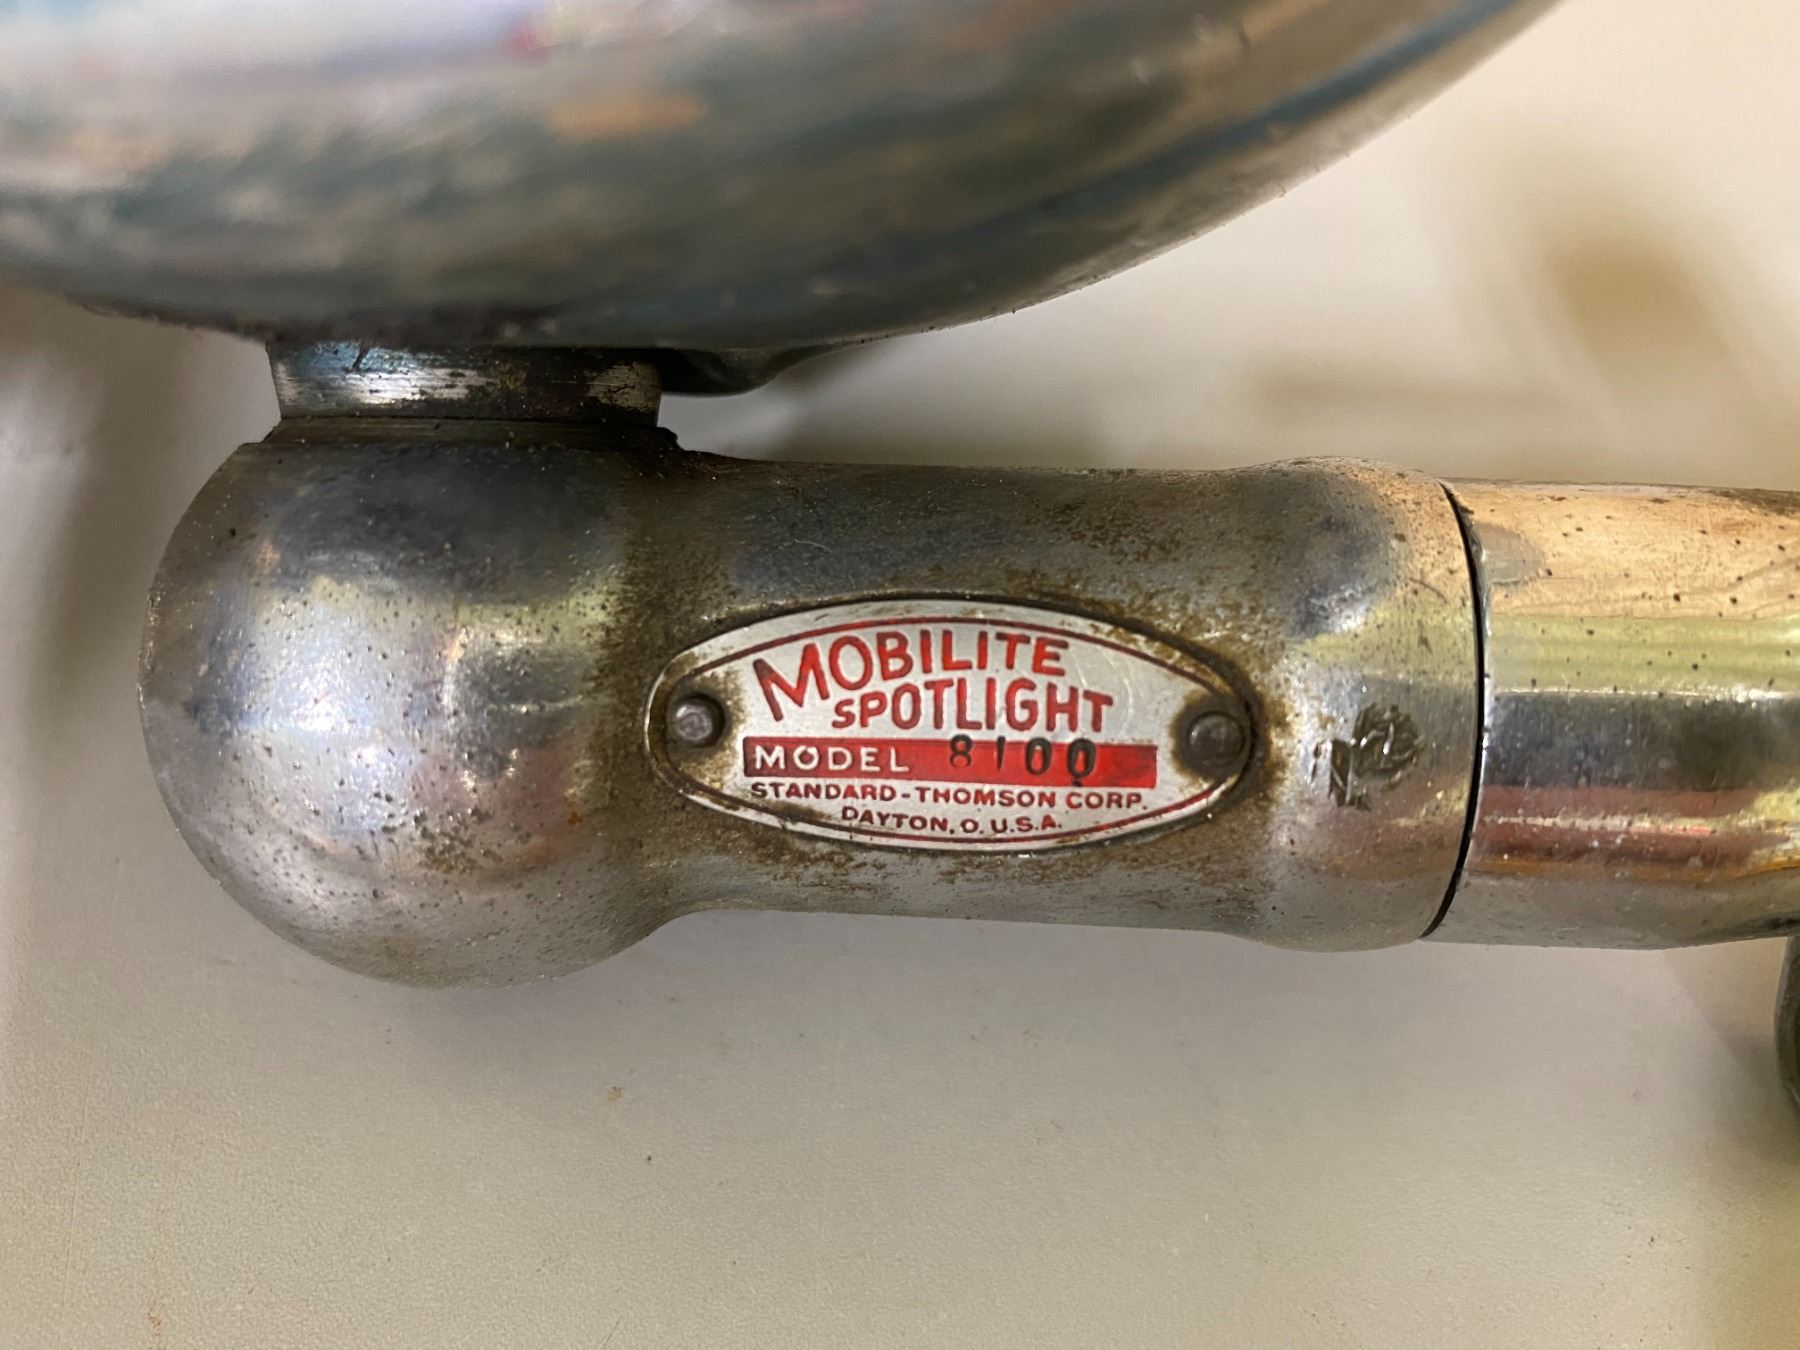 MOBILITE
SPOTLIGHT
MODEL 8100
STANDARD-THOMSON CORP.
DAYTON, O. U.S.A.